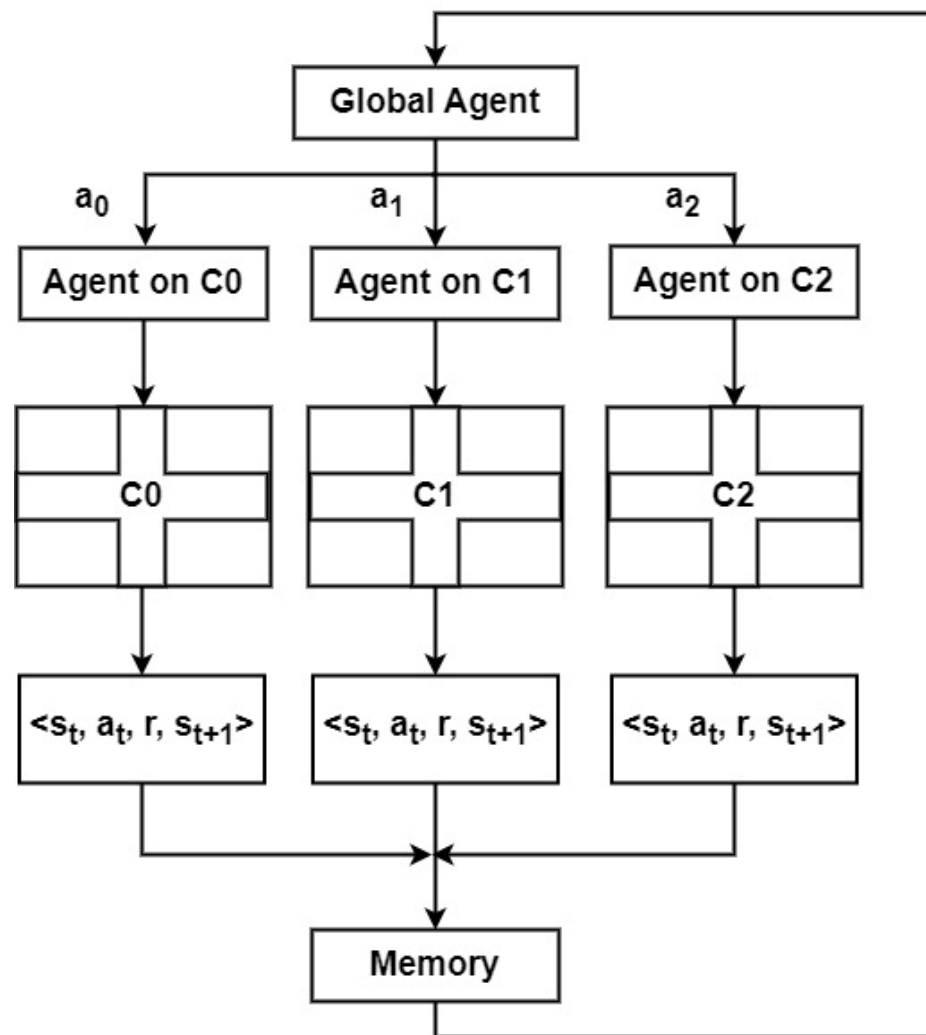 Global Agent
a0 a1 a2
Agent on C0 Agent on C1 Agent on C2
C0 C1 C2
<st, at, r, st+1> <st, at, r, st+1> <st, at, r, st+1>
Memory